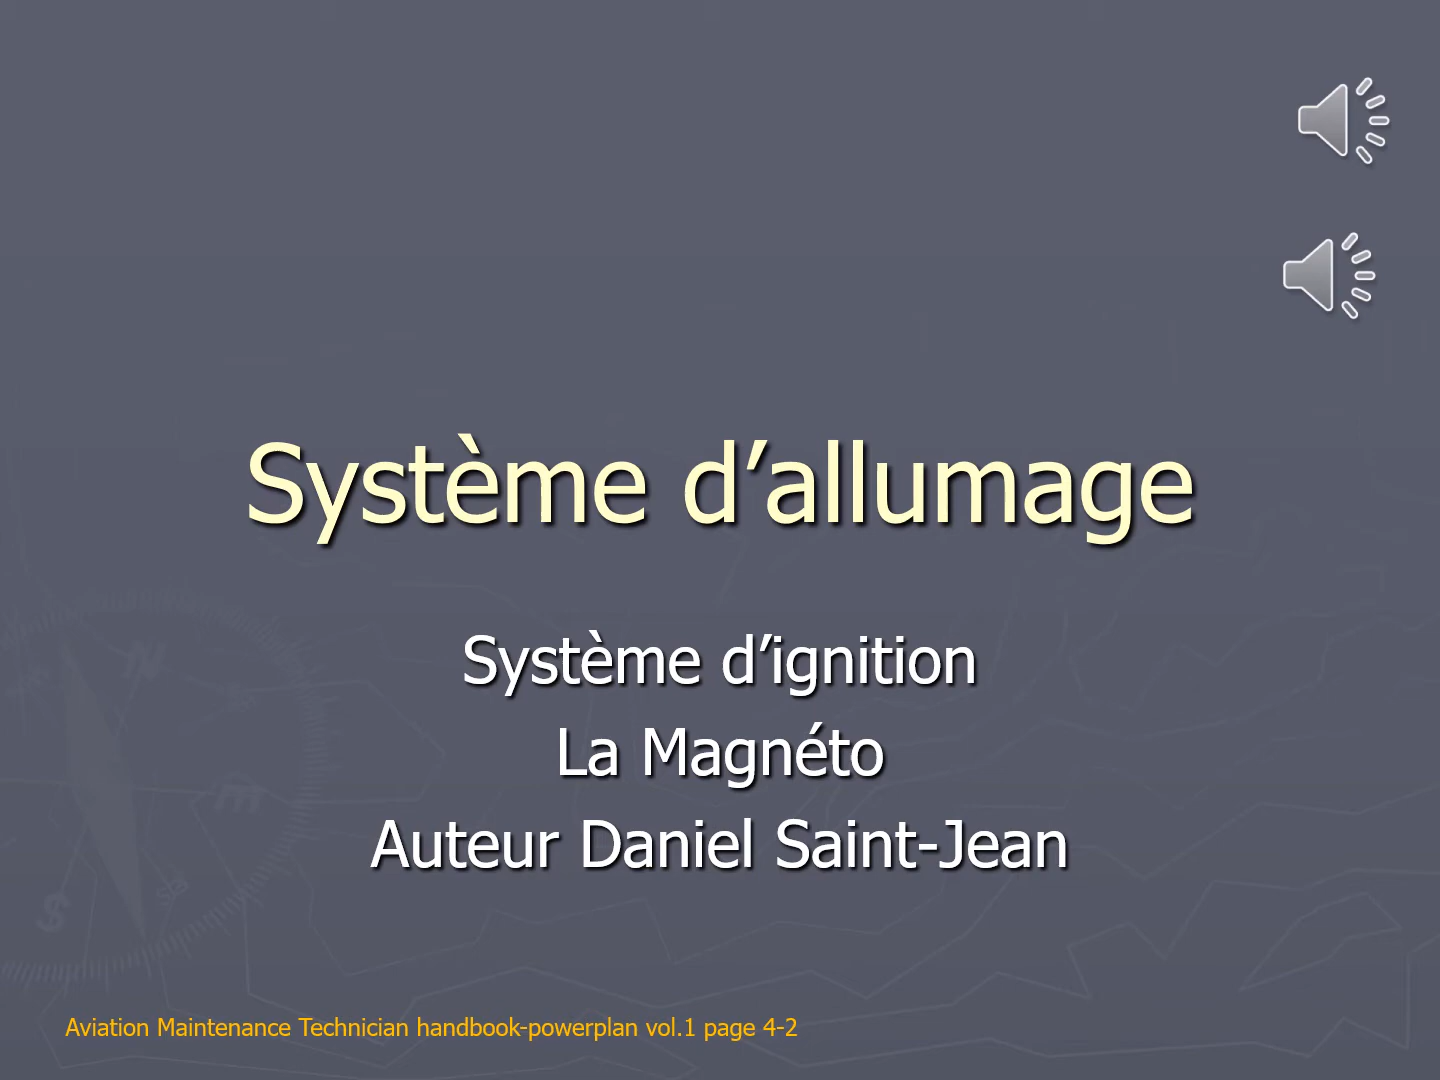 Système d’allumage
Système d’ignition
La Magnéto
Auteur Daniel Saint-Jean
Aviation Maintenance Technician handbook-powerplan vol.1 page 4-2